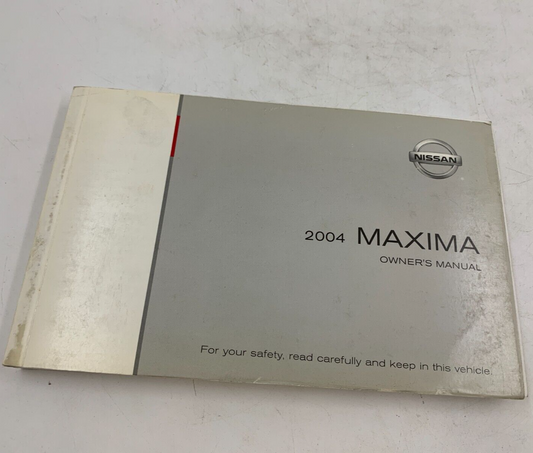 NISSAN
2004 MAXIMA
OWNER'S MANUAL
For your safety, read carefully and keep in this vehicle.